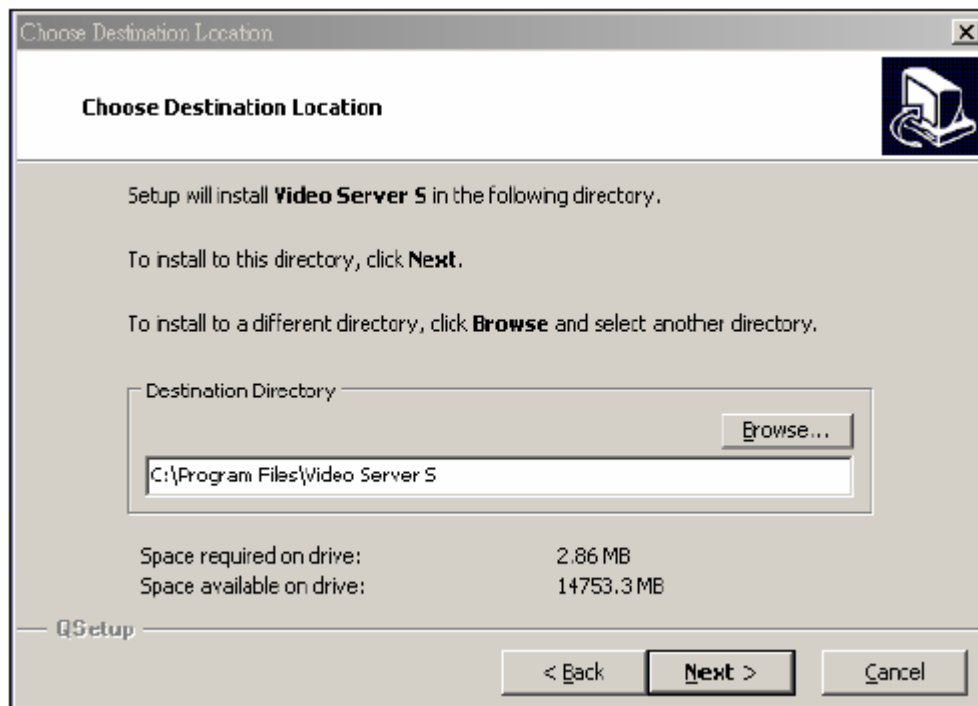 Choose Destination Location
Choose Destination Location
Setup will install Video Server S in the following directory.
To install to this directory, click Next.
To install to a different directory, click Browse and select another directory.
Destination Directory
Browse...
C:\Program Files\Video Server S
Space required on drive: 2.86 MB
Space available on drive: 14753.3 MB
QSetup
< Back Next > Cancel